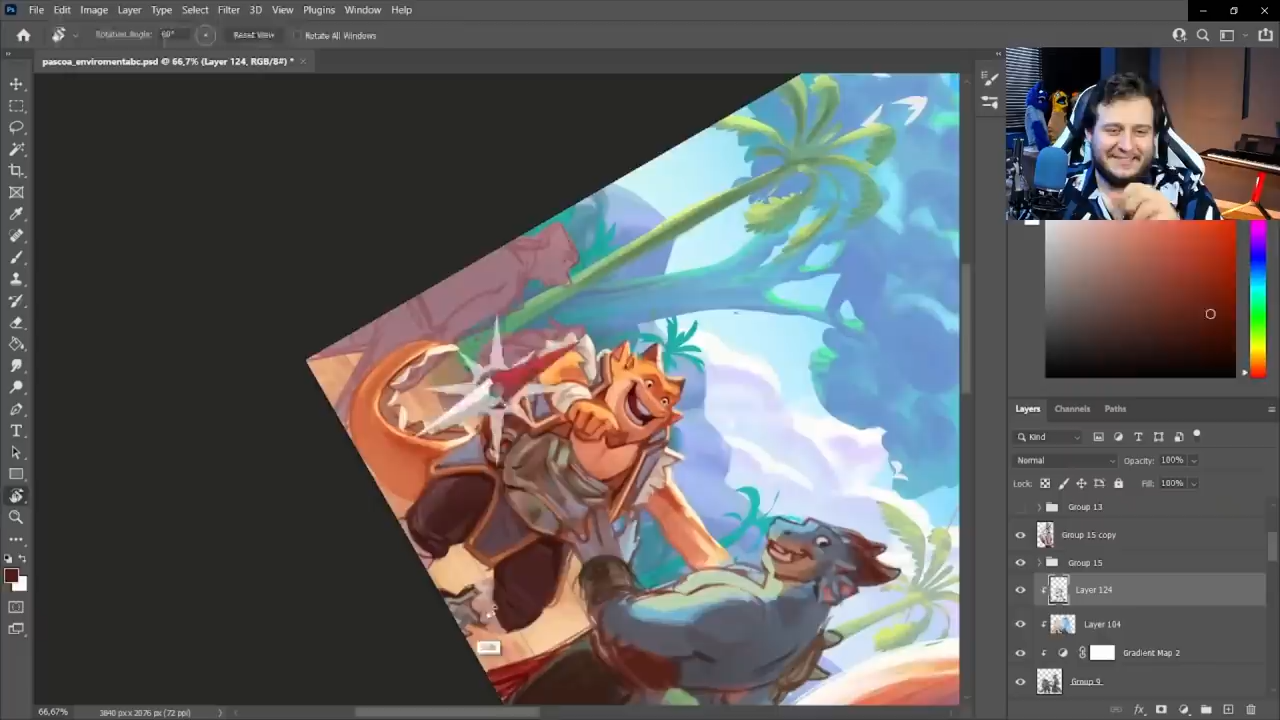 File Edit Image Layer Type Select Filter 3D View Plugins Window Help
Rotation Angle: Reset View Rotate All Windows
pascoa_enviromentabc.psd @ 66,7% (Layer 124, RGB/8#) *
Layers Channels Paths
Kind
Normal Opacity: 100%
Lock: Fill: 100%
Group 13
Group 15 copy
Group 15
Layer 124
Layer 104
Gradient Map 2
Group 9
66,67% 3840 px x 2076 px (72 ppi)